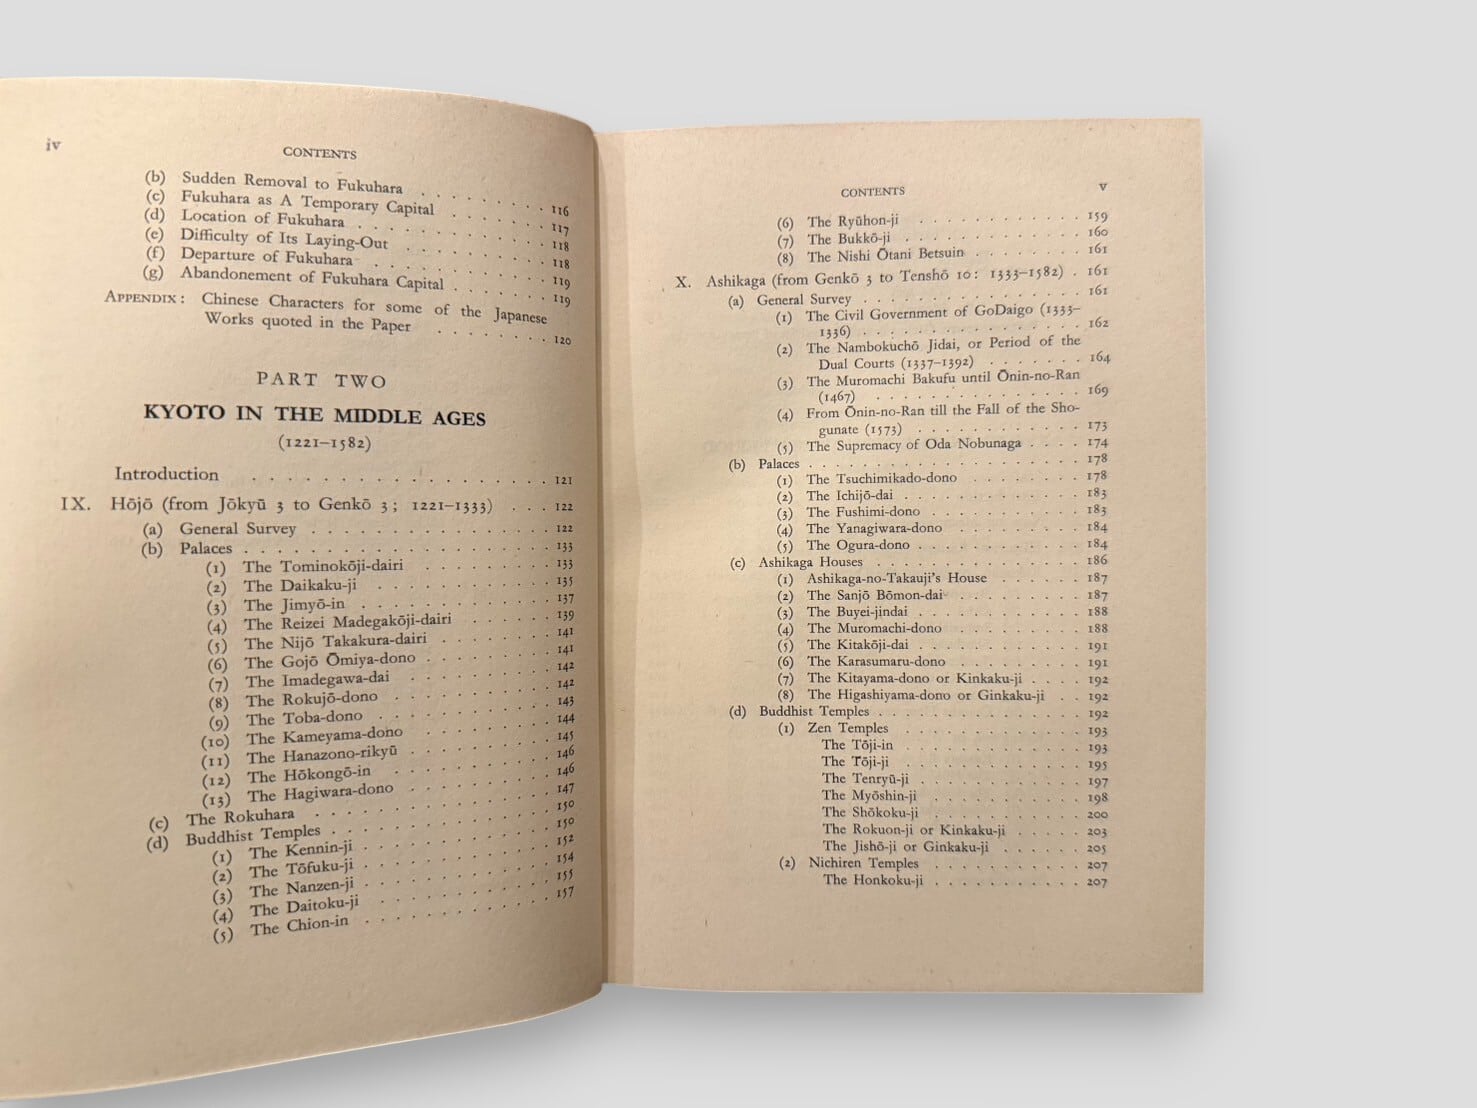 iv
CONTENTS
(b) Sudden Removal to Fukuhara . . . . . . . 116
(c) Fukuhara as A Temporary Capital . . . . . . 117
(d) Location of Fukuhara . . . . . . . . . 118
(e) Difficulty of Its Laying-Out . . . . . . . . 118
(f) Departure of Fukuhara . . . . . . . . . 119
(g) Abandonement of Fukuhara Capital . . . . . . 119
APPENDIX: Chinese Characters for some of the Japanese
Works quoted in the Paper . . . . . . . 120
PART TWO
KYOTO IN THE MIDDLE AGES
(1221–1582)
Introduction . . . . . . . . . . . . . . . . 121
IX. Hōjō (from Jōkyū 3 to Genkō 3; 1221–1333) . . . 122
(a) General Survey . . . . . . . . . . . . . 122
(b) Palaces . . . . . . . . . . . . . . . . 133
(1) The Tominokōji-dairi . . . . . . . . 133
(2) The Daikaku-ji . . . . . . . . . . 135
(3) The Jimyō-in . . . . . . . . . . 137
(4) The Reizei Madegakōji-dairi . . . . . 139
(5) The Nijō Takakura-dairi . . . . . . . 141
(6) The Gojō Ōmiya-dono . . . . . . . 141
(7) The Imadegawa-dai . . . . . . . . 142
(8) The Rokujō-dono . . . . . . . . . 142
(9) The Toba-dono . . . . . . . . . 143
(10) The Kameyama-dono . . . . . . . . 144
(11) The Hanazono-rikyū . . . . . . . . 145
(12) The Hōkongō-in . . . . . . . . . 146
(13) The Hagiwara-dono . . . . . . . . 146
(c) The Rokuhara . . . . . . . . . . . . 147
(d) Buddhist Temples . . . . . . . . . . . 150
(1) The Kennin-ji . . . . . . . . . . 150
(2) The Tōfuku-ji . . . . . . . . . . 152
(3) The Nanzen-ji . . . . . . . . . . 154
(4) The Daitoku-ji . . . . . . . . . . 155
(5) The Chion-in . . . . . . . . . . 157
CONTENTS v
(6) The Ryūhon-ji . . . . . . . . . . 159
(7) The Bukkō-ji . . . . . . . . . . 160
(8) The Nishi Ōtani Betsuin . . . . . . . 161
X. Ashikaga (from Genkō 3 to Tenshō 10: 1333–1582) . 161
(a) General Survey . . . . . . . . . . . . . 161
(1) The Civil Government of GoDaigo (1333–
1336) . . . . . . . . . . . . . 162
(2) The Nambokuchō Jidai, or Period of the
Dual Courts (1337–1392) . . . . . . 164
(3) The Muromachi Bakufu until Ōnin-no-Ran
(1467) . . . . . . . . . . . . 169
(4) From Ōnin-no-Ran till the Fall of the Sho-
gunate (1573) . . . . . . . . . . 173
(5) The Supremacy of Oda Nobunaga . . . . 174
(b) Palaces . . . . . . . . . . . . . . . . 178
(1) The Tsuchimikado-dono . . . . . . . 178
(2) The Ichijō-dai . . . . . . . . . . 183
(3) The Fushimi-dono . . . . . . . . . 183
(4) The Yanagiwara-dono . . . . . . . . 184
(5) The Ogura-dono . . . . . . . . . . 184
(c) Ashikaga Houses . . . . . . . . . . . . 186
(1) Ashikaga-no-Takauji's House . . . . . . 187
(2) The Sanjō Bōmon-dai . . . . . . . . 187
(3) The Buyei-jindai . . . . . . . . . . 188
(4) The Muromachi-dono . . . . . . . . 188
(5) The Kitakōji-dai . . . . . . . . . . 191
(6) The Karasumaru-dono . . . . . . . . 191
(7) The Kitayama-dono or Kinkaku-ji . . . . 192
(8) The Higashiyama-dono or Ginkaku-ji . . 192
(d) Buddhist Temples . . . . . . . . . . . . 192
(1) Zen Temples . . . . . . . . . . . 193
The Tōji-in . . . . . . . . . . . 193
The Tōji-ji . . . . . . . . . . . 195
The Tenryū-ji . . . . . . . . . . 197
The Myōshin-ji . . . . . . . . . . 198
The Shōkoku-ji . . . . . . . . . . 200
The Rokuon-ji or Kinkaku-ji . . . . . 203
The Jishō-ji or Ginkaku-ji . . . . . . 205
(2) Nichiren Temples . . . . . . . . . . 207
The Honkoku-ji . . . . . . . . . . 207